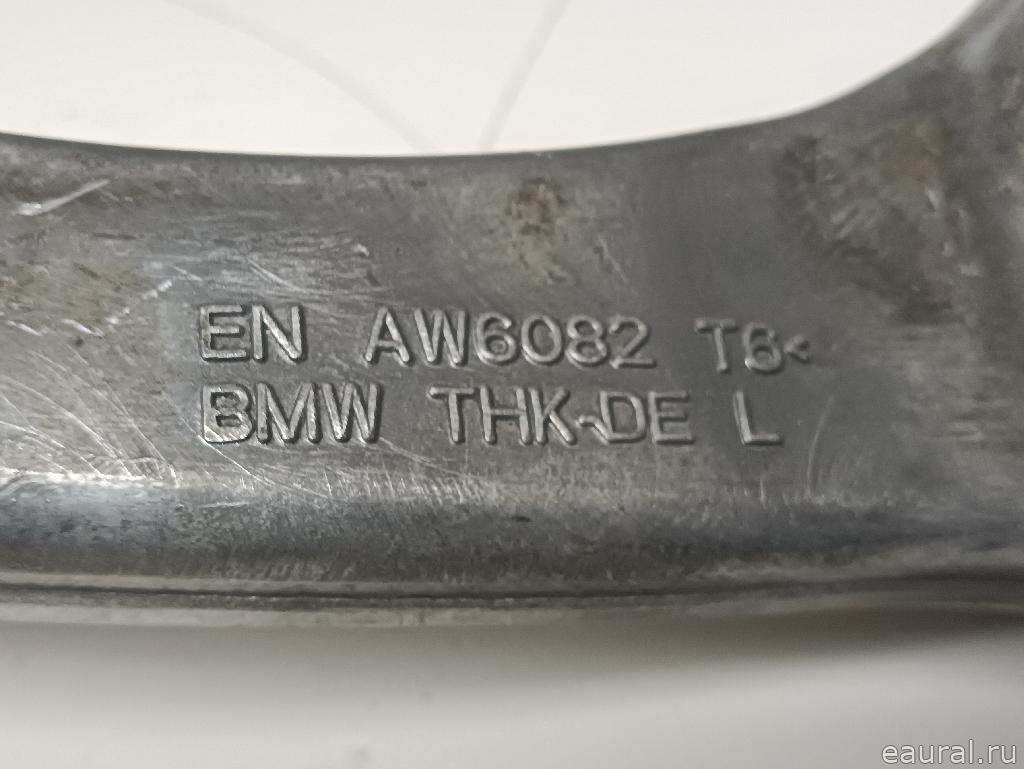 EN AW6082 T6<
BMW THK-DE L
eaural.ru